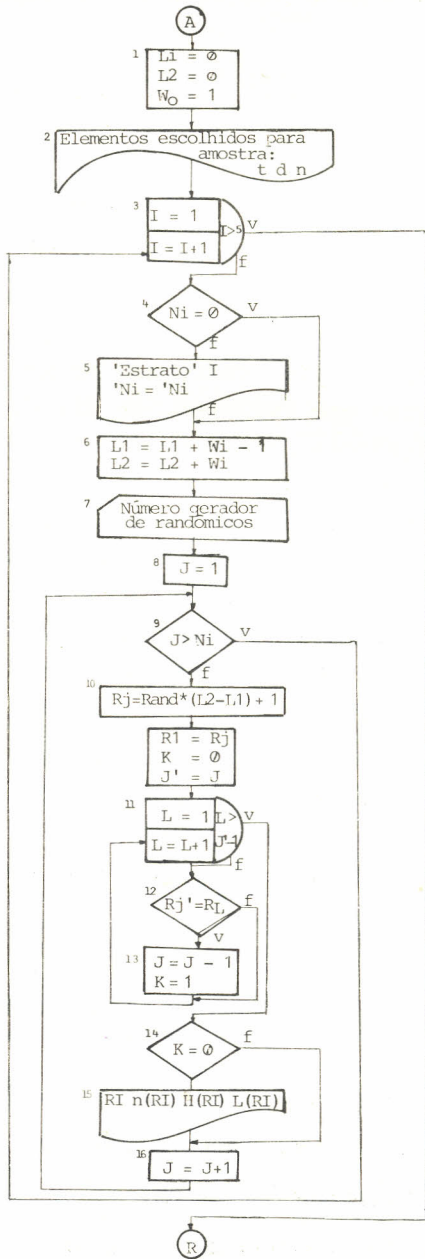 A
1
L1 = ∅
L2 = ∅
W0 = 1
2
Elementos escolhidos para
amostra:
t d n
3
I = 1
I = I+1
I>5
v
f
4
Ni = ∅
v
f
5
'Estrato' I
'Ni = 'Ni
f
6
L1 = L1 + Wi - 1
L2 = L2 + Wi
7
Número gerador
de randômicos
8
J = 1
9
J> Ni
v
f
10
Rj=Rand*(L2-L1) + 1
R1 = Rj
K = ∅
J' = J
11
L = 1
L = L+1
L>
J'-1
v
f
12
Rj'=RL
f
v
13
J = J - 1
K = 1
14
K = ∅
f
15
RI n(RI) H(RI) L(RI)
16
J = J+1
R